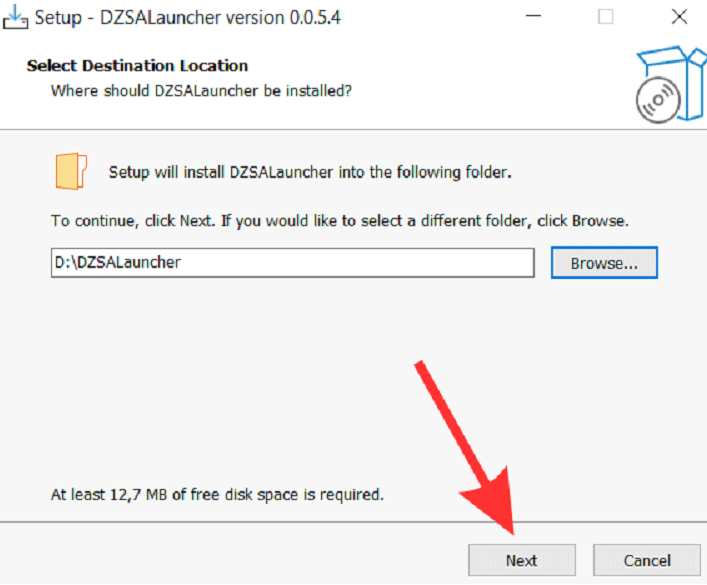 Setup - DZSALauncher version 0.0.5.4
Select Destination Location
Where should DZSALauncher be installed?
Setup will install DZSALauncher into the following folder.
To continue, click Next. If you would like to select a different folder, click Browse.
D:\DZSALauncher
Browse...
At least 12,7 MB of free disk space is required.
Next
Cancel